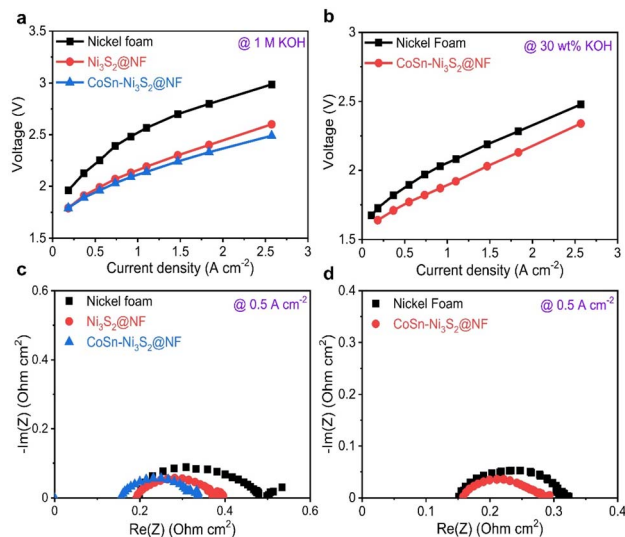 a
Nickel foam
Ni₃S₂@NF
CoSn-Ni₃S₂@NF
@ 1 M KOH
3.5
3
2.5
2
1.5
0 0.5 1 1.5 2 2.5 3
Voltage (V)
Current density (A cm⁻²)
b
Nickel Foam
CoSn-Ni₃S₂@NF
@ 30 wt% KOH
3
2.5
2
1.5
0 0.5 1 1.5 2 2.5 3
Voltage (V)
Current density (A cm⁻²)
c
Nickel foam
Ni₃S₂@NF
CoSn-Ni₃S₂@NF
@ 0.5 A cm⁻²
0.6
0.4
0.2
0
0 0.2 0.4 0.6
-Im(Z) (Ohm cm²)
Re(Z) (Ohm cm²)
d
Nickel Foam
CoSn-Ni₃S₂@NF
@ 0.5 A cm⁻²
0.4
0.3
0.2
0.1
0
0 0.1 0.2 0.3 0.4
-Im(Z) (Ohm cm²)
Re(Z) (Ohm cm²)